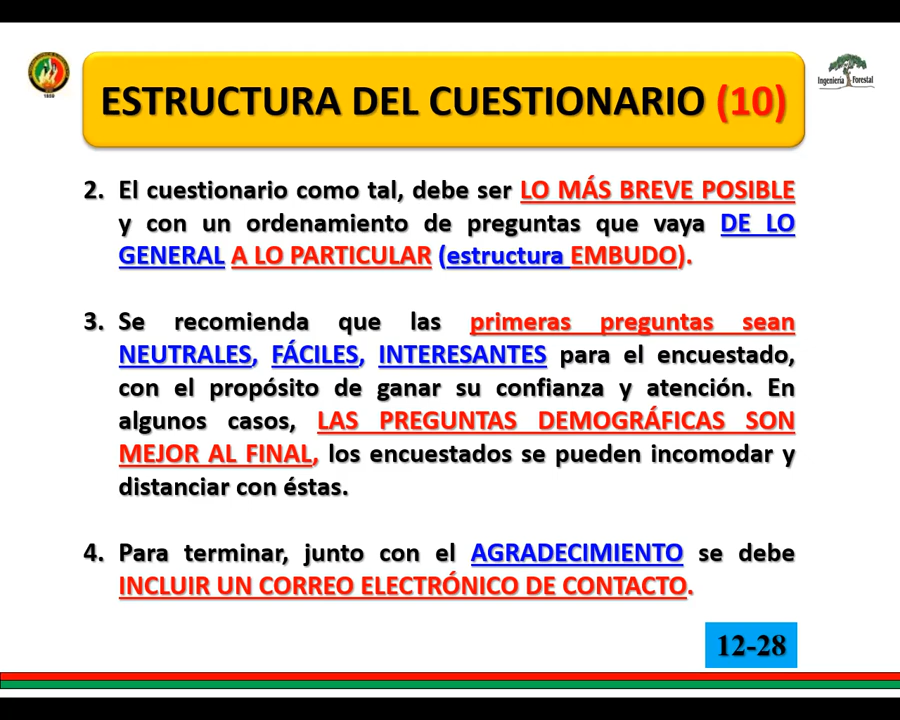 ESTRUCTURA DEL CUESTIONARIO (10)
1859
Ingeniería Forestal
2. El cuestionario como tal, debe ser LO MÁS BREVE POSIBLE
y con un ordenamiento de preguntas que vaya DE LO
GENERAL A LO PARTICULAR (estructura EMBUDO).
3. Se recomienda que las primeras preguntas sean
NEUTRALES, FÁCILES, INTERESANTES para el encuestado,
con el propósito de ganar su confianza y atención. En
algunos casos, LAS PREGUNTAS DEMOGRÁFICAS SON
MEJOR AL FINAL, los encuestados se pueden incomodar y
distanciar con éstas.
4. Para terminar, junto con el AGRADECIMIENTO se debe
INCLUIR UN CORREO ELECTRÓNICO DE CONTACTO.
12-28